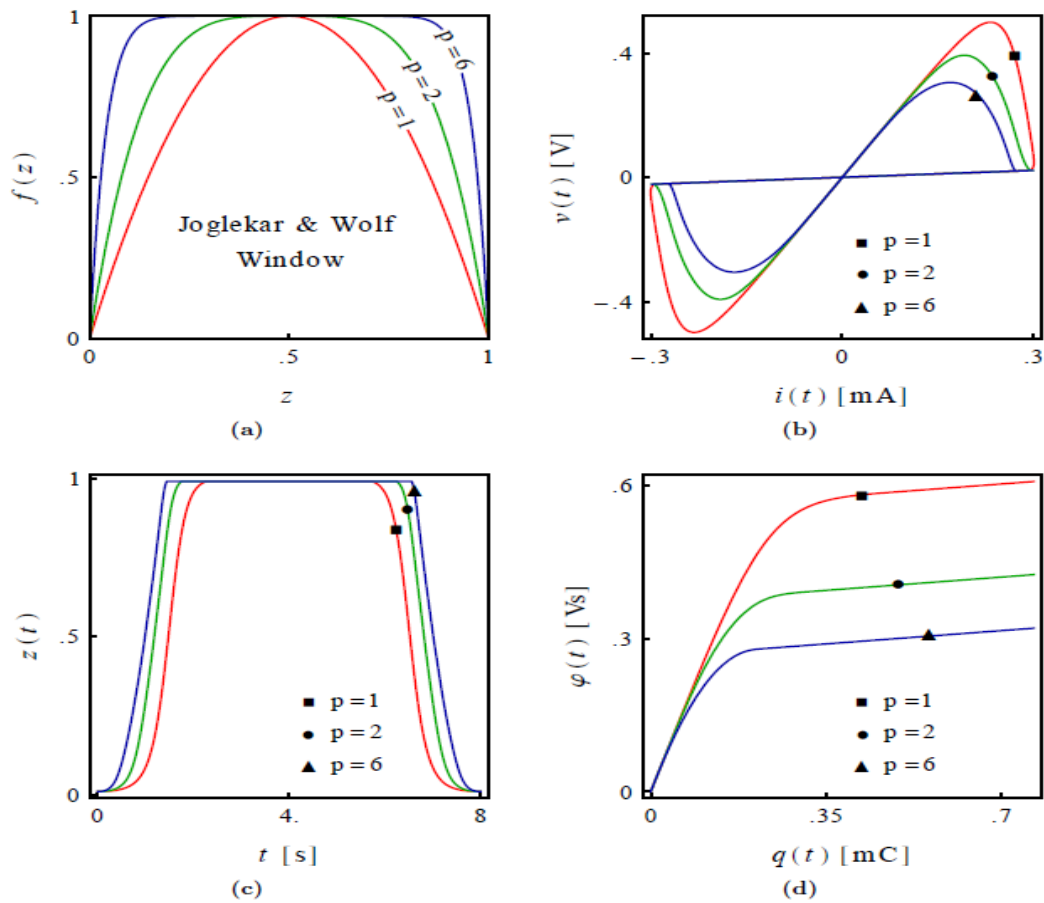 1
.5
0
f(z)
p=6
p=2
p=1
Joglekar & Wolf
Window
0
.5
1
z
(a)
.4
0
−.4
v(t) [V]
p=1
p=2
p=6
−.3
0
.3
i(t) [mA]
(b)
1
.5
0
z(t)
p=1
p=2
p=6
0
4.
8
t [s]
(c)
.6
.3
0
φ(t) [Vs]
p=1
p=2
p=6
0
.35
.7
q(t) [mC]
(d)